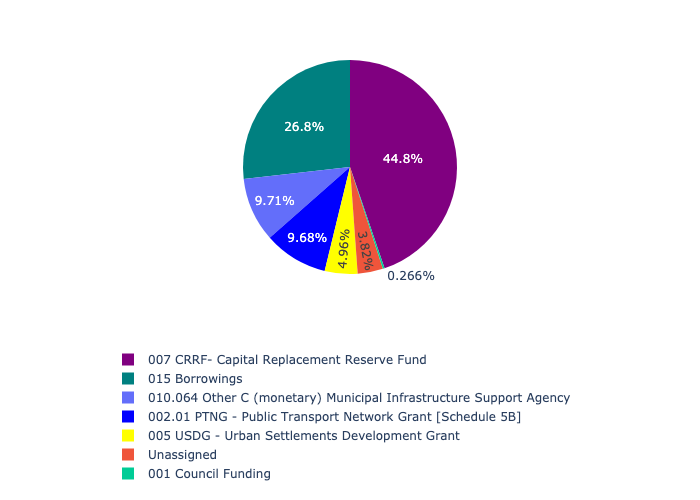 26.8%
44.8%
9.71%
9.68%
4.96%
3.82%
0.266%
007 CRRF- Capital Replacement Reserve Fund
015 Borrowings
010.064 Other C (monetary) Municipal Infrastructure Support Agency
002.01 PTNG - Public Transport Network Grant [Schedule 5B]
005 USDG - Urban Settlements Development Grant
Unassigned
001 Council Funding